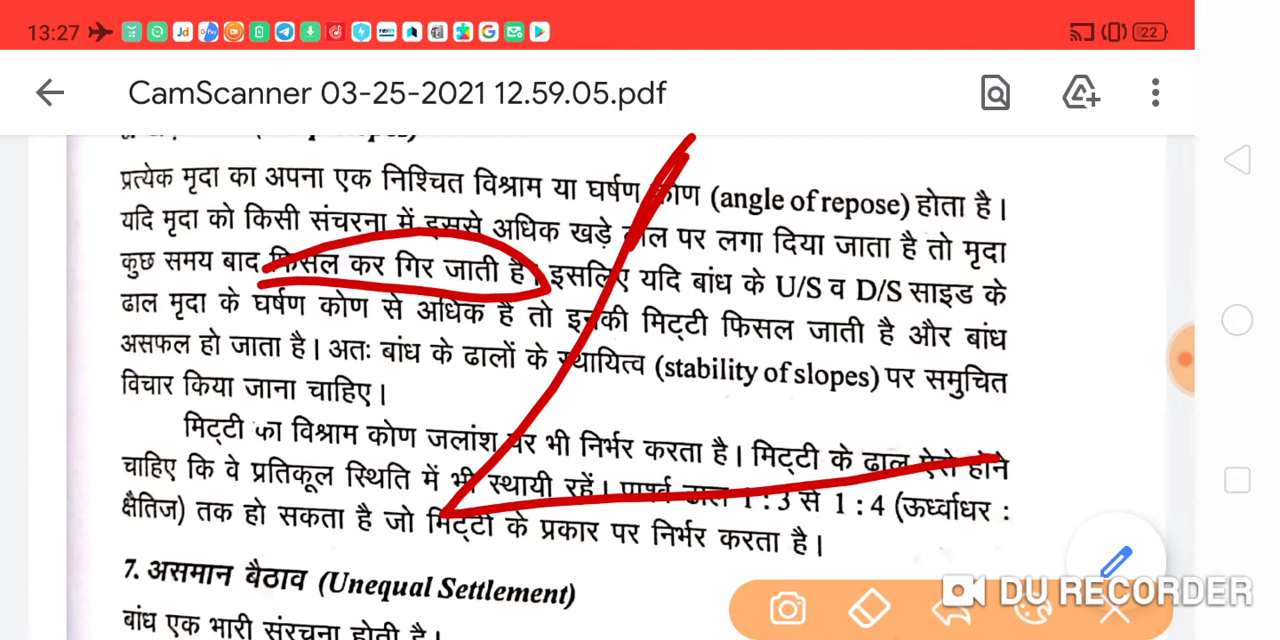 13:27
22
CamScanner 03-25-2021 12.59.05.pdf
प्रत्येक मृदा का अपना एक निश्चित विश्राम या घर्षण कोण (angle of repose) होता है।
यदि मृदा को किसी संचरना में इससे अधिक खड़े ढाल पर लगा दिया जाता है तो मृदा
कुछ समय बाद फिसल कर गिर जाती है। इसलिए यदि बांध के U/S व D/S साइड के
ढाल मृदा के घर्षण कोण से अधिक है तो इनकी मिट्टी फिसल जाती है और बांध
असफल हो जाता है। अतः बांध के ढालों के स्थायित्व (stability of slopes) पर समुचित
विचार किया जाना चाहिए।
मिट्टी का विश्राम कोण जलांश पर भी निर्भर करता है। मिट्टी के ढाल ऐसे होने
चाहिए कि वे प्रतिकूल स्थिति में भी स्थायी रहें। पार्श्व ढाल 1 : 3 से 1 : 4 (ऊर्ध्वाधर :
क्षैतिज) तक हो सकता है जो मिट्टी के प्रकार पर निर्भर करता है।
7. असमान बैठाव (Unequal Settlement)
बांध एक भारी संरचना होती है।
DU RECORDER